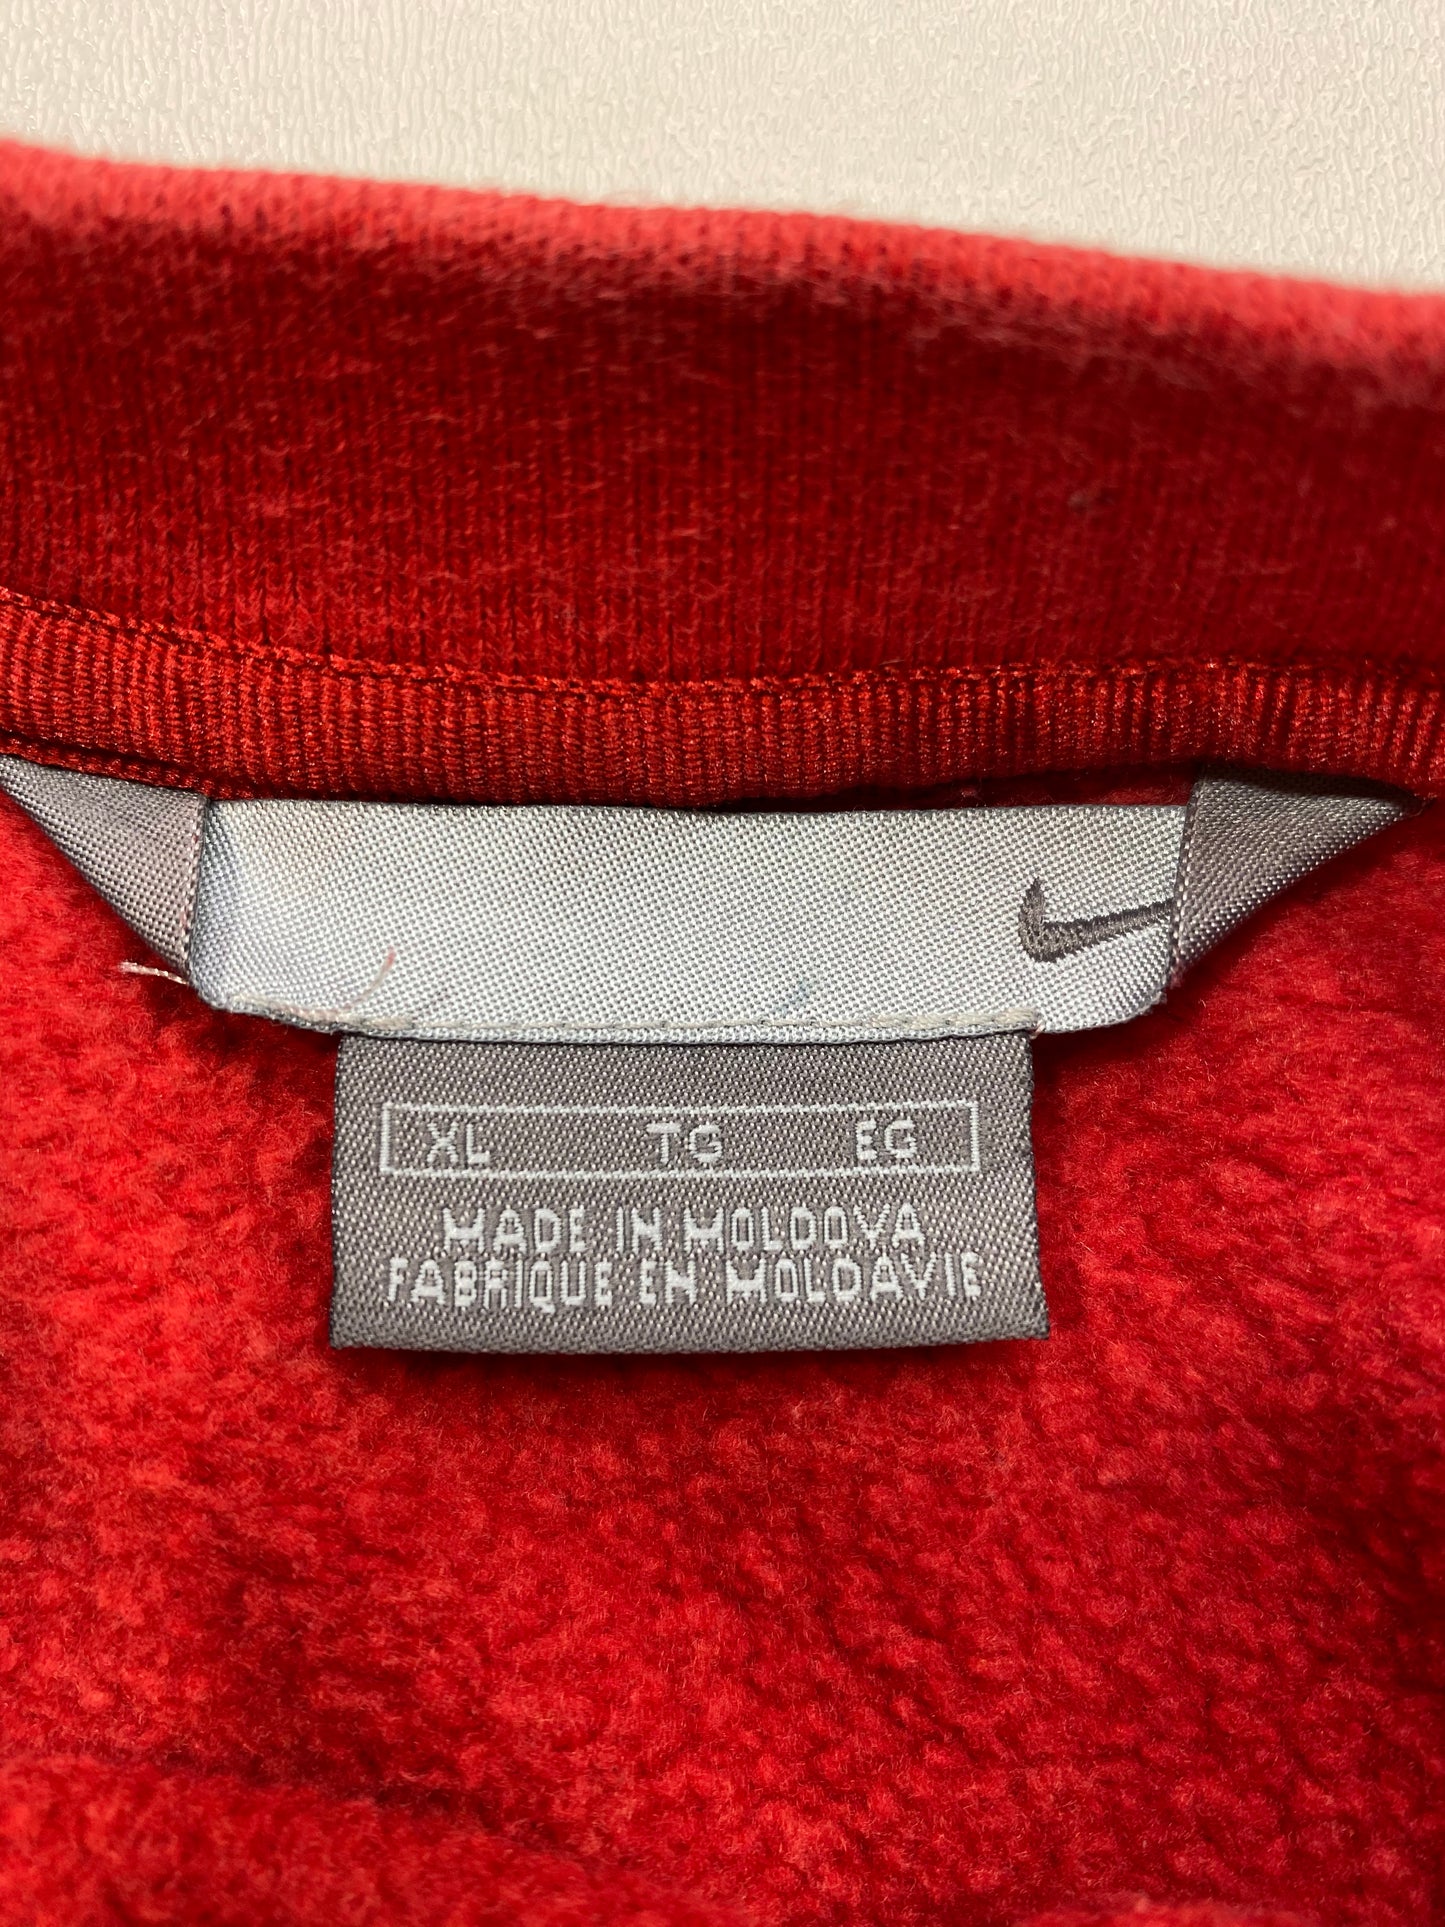 XL TG EG
MADE IN MOLDOVA
FABRIQUE EN MOLDAVIE